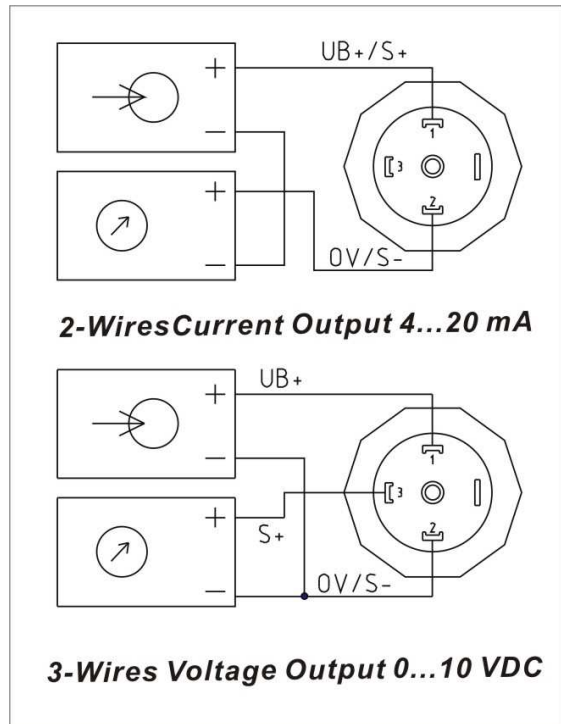 UB+/S+
+
−
1
3
2
+
−
0V/S-
2-WiresCurrent Output 4...20 mA
UB+
+
−
1
3
2
+
S+
−
0V/S-
3-Wires Voltage Output 0...10 VDC